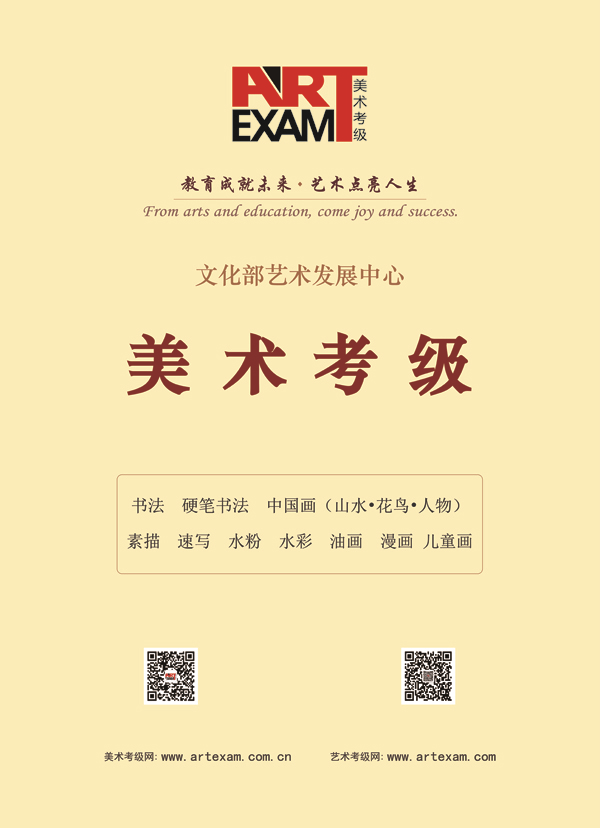 ART
EXAM
美术考级
教育成就未来·艺术点亮人生
From arts and education, come joy and success.
文化部艺术发展中心
美术考级
书法 硬笔书法 中国画（山水•花鸟•人物）
素描 速写 水粉 水彩 油画 漫画 儿童画
美术考级网: www.artexam.com.cn
艺术考级网: www.artexam.com